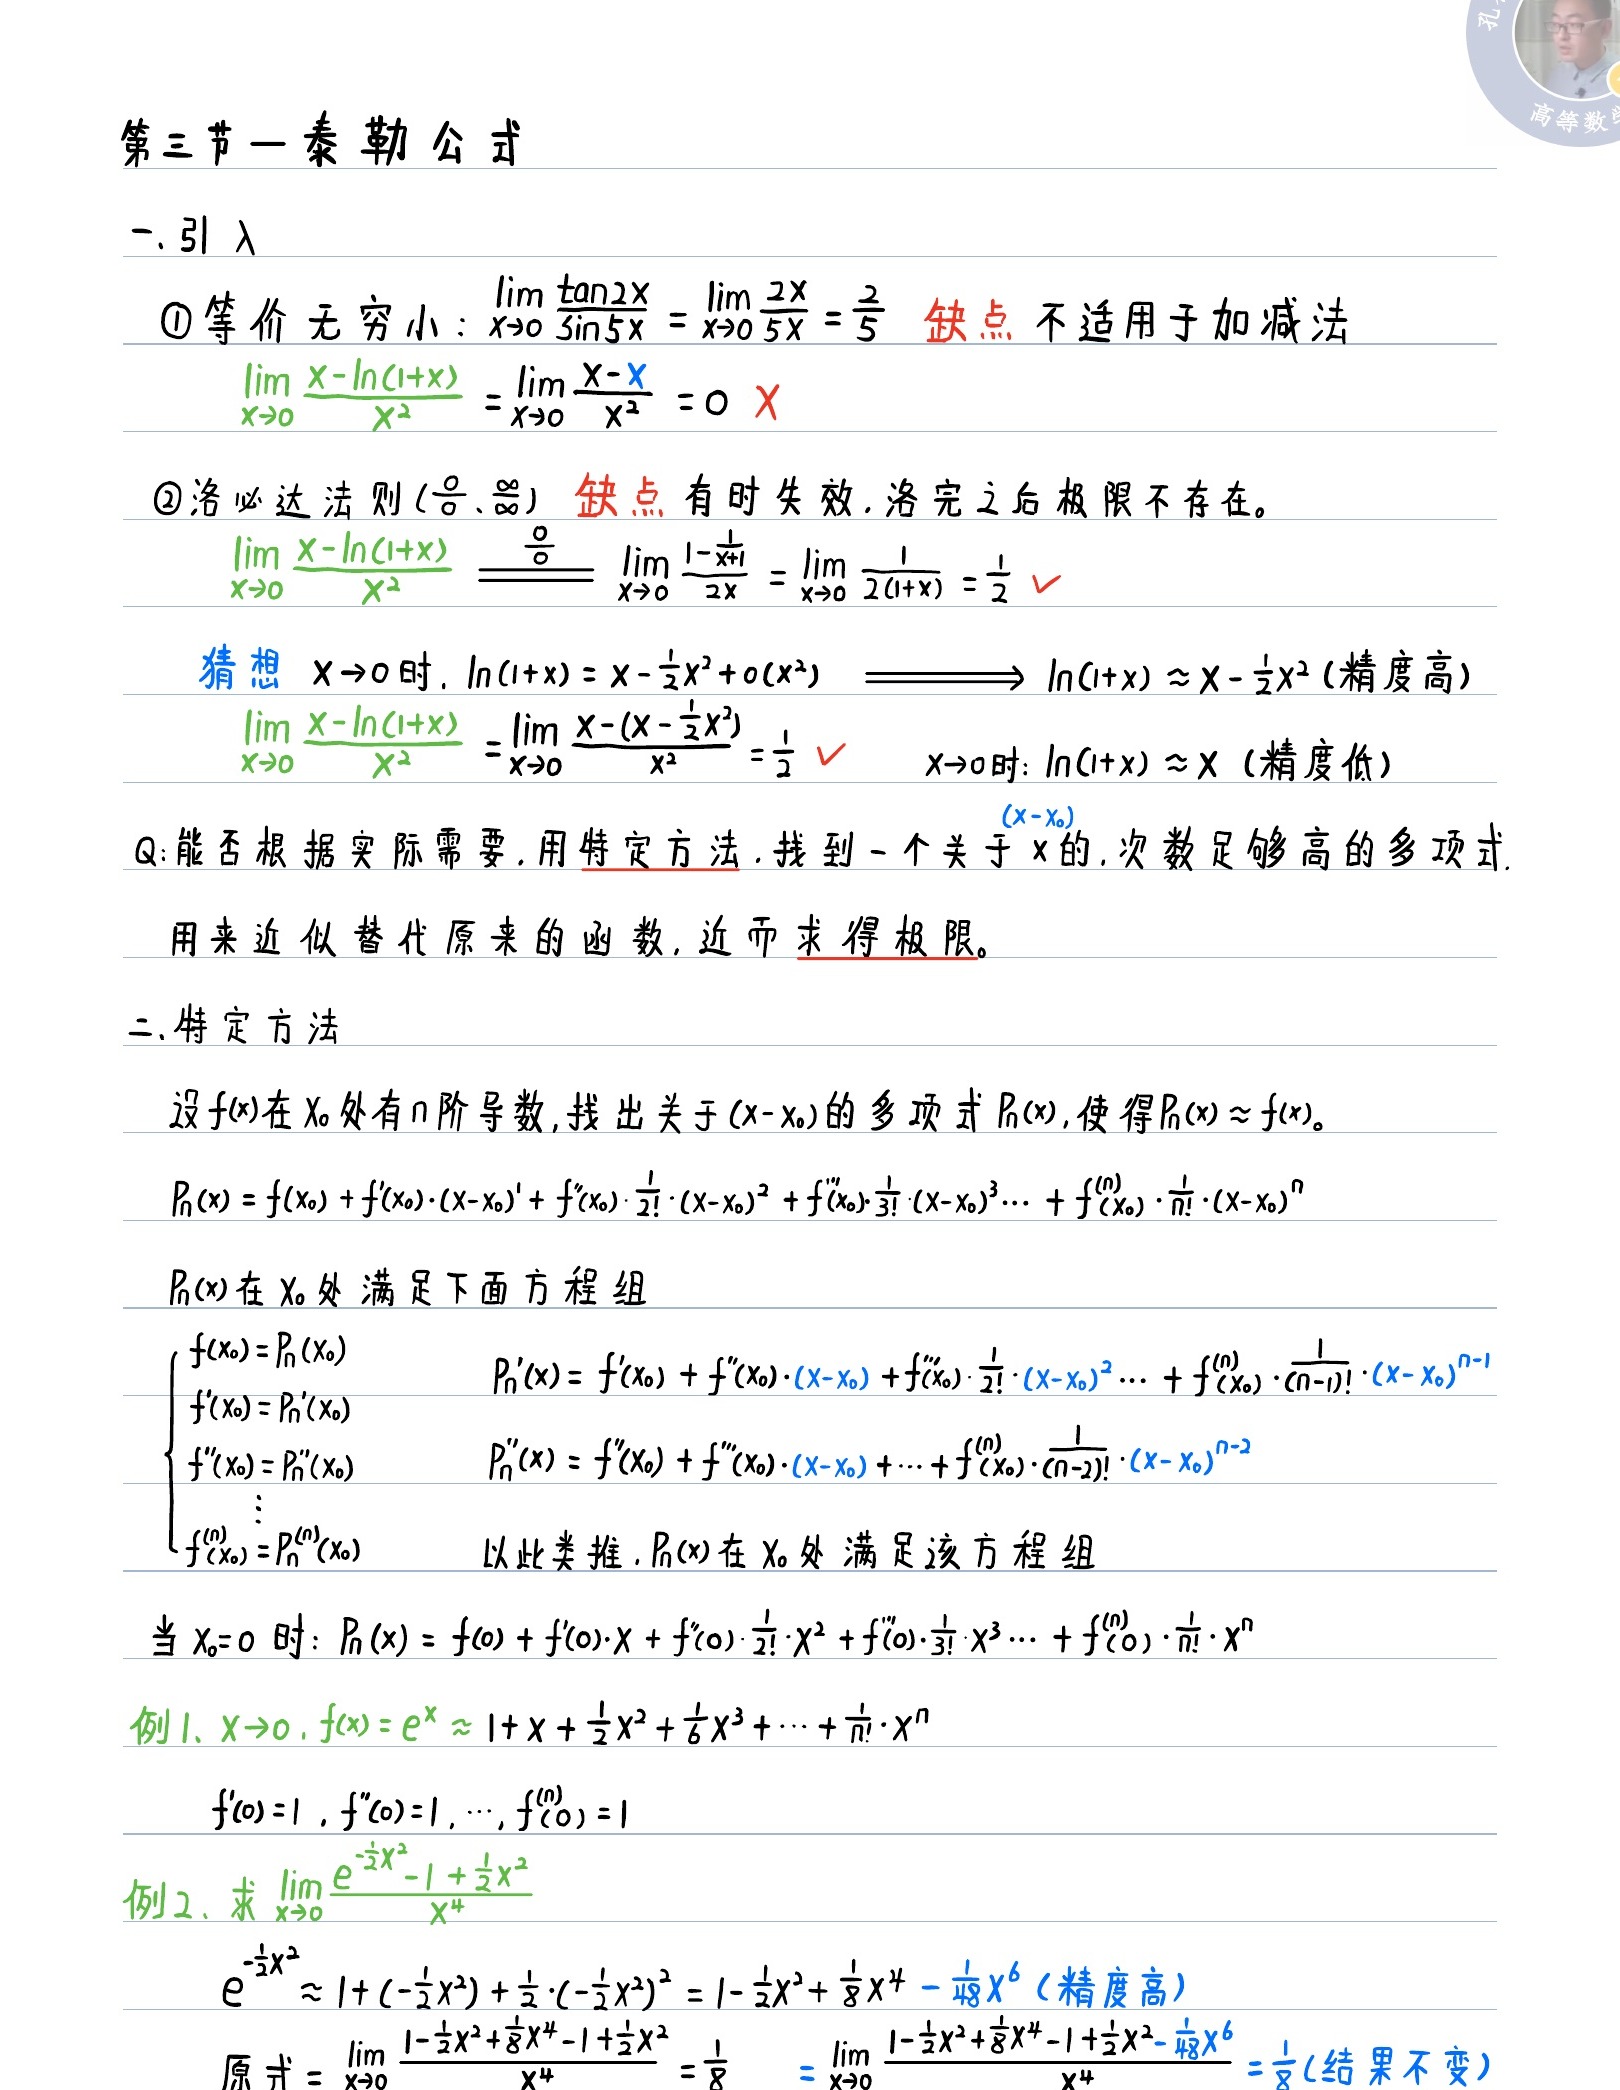 高等数
第三节—泰勒公式
一.引入
①等价无穷小: lim x→0 tan2x/sin5x = lim x→0 2x/5x = 2/5 缺点 不适用于加减法
lim x→0 (x-ln(1+x))/x² = lim x→0 (x-x)/x² = 0 X
②洛必达法则(0/0、∞/∞) 缺点 有时失效,洛完之后极限不存在。
lim x→0 (x-ln(1+x))/x² =(0/0)= lim x→0 (1-1/(x+1))/2x = lim x→0 1/(2(1+x)) = 1/2 ✓
猜想 x→0时, ln(1+x) = x - 1/2x² + o(x²) ⟹ ln(1+x) ≈ x - 1/2x² (精度高)
lim x→0 (x-ln(1+x))/x² = lim x→0 (x-(x-1/2x²))/x² = 1/2 ✓ x→0时: ln(1+x) ≈ x (精度低)
(x-x₀)
Q:能否根据实际需要,用特定方法,找到一个关于x的,次数足够高的多项式,
用来近似替代原来的函数,近而求得极限。
二.特定方法
设f(x)在x₀处有n阶导数,找出关于(x-x₀)的多项式Pn(x),使得Pn(x)≈f(x)。
Pn(x) = f(x₀) + f'(x₀)·(x-x₀)¹ + f''(x₀)·1/2!·(x-x₀)² + f'''(x₀)·1/3!·(x-x₀)³… + f⁽ⁿ⁾(x₀)·1/n!·(x-x₀)ⁿ
Pn(x)在x₀处满足下面方程组
f(x₀)=Pn(x₀)
Pn'(x) = f'(x₀) + f''(x₀)·(x-x₀) + f'''(x₀)·1/2!·(x-x₀)²… + f⁽ⁿ⁾(x₀)·1/(n-1)!·(x-x₀)ⁿ⁻¹
f'(x₀)=Pn'(x₀)
f''(x₀)=Pn''(x₀) Pn''(x) = f''(x₀) + f'''(x₀)·(x-x₀) + … + f⁽ⁿ⁾(x₀)·1/(n-2)!·(x-x₀)ⁿ⁻²
⋮
f⁽ⁿ⁾(x₀)=Pn⁽ⁿ⁾(x₀) 以此类推,Pn(x)在x₀处满足该方程组
当x₀=0时: Pn(x) = f(0) + f'(0)·x + f''(0)·1/2!·x² + f'''(0)·1/3!·x³… + f⁽ⁿ⁾(0)·1/n!·xⁿ
例1、x→0, f(x)=eˣ ≈ 1+x+1/2x²+1/6x³+…+1/n!·xⁿ
f'(0)=1, f''(0)=1, …, f⁽ⁿ⁾(0)=1
例2、求 lim x→0 (e^(-1/2x²)-1+1/2x²)/x⁴
e^(-1/2x²) ≈ 1+(-1/2x²)+1/2·(-1/2x²)² = 1-1/2x²+1/8x⁴ -1/48x⁶ (精度高)
原式 = lim x→0 (1-1/2x²+1/8x⁴-1+1/2x²)/x⁴ = 1/8 = lim x→0 (1-1/2x²+1/8x⁴-1+1/2x²-1/48x⁶)/x⁴ = 1/8 (结果不变)